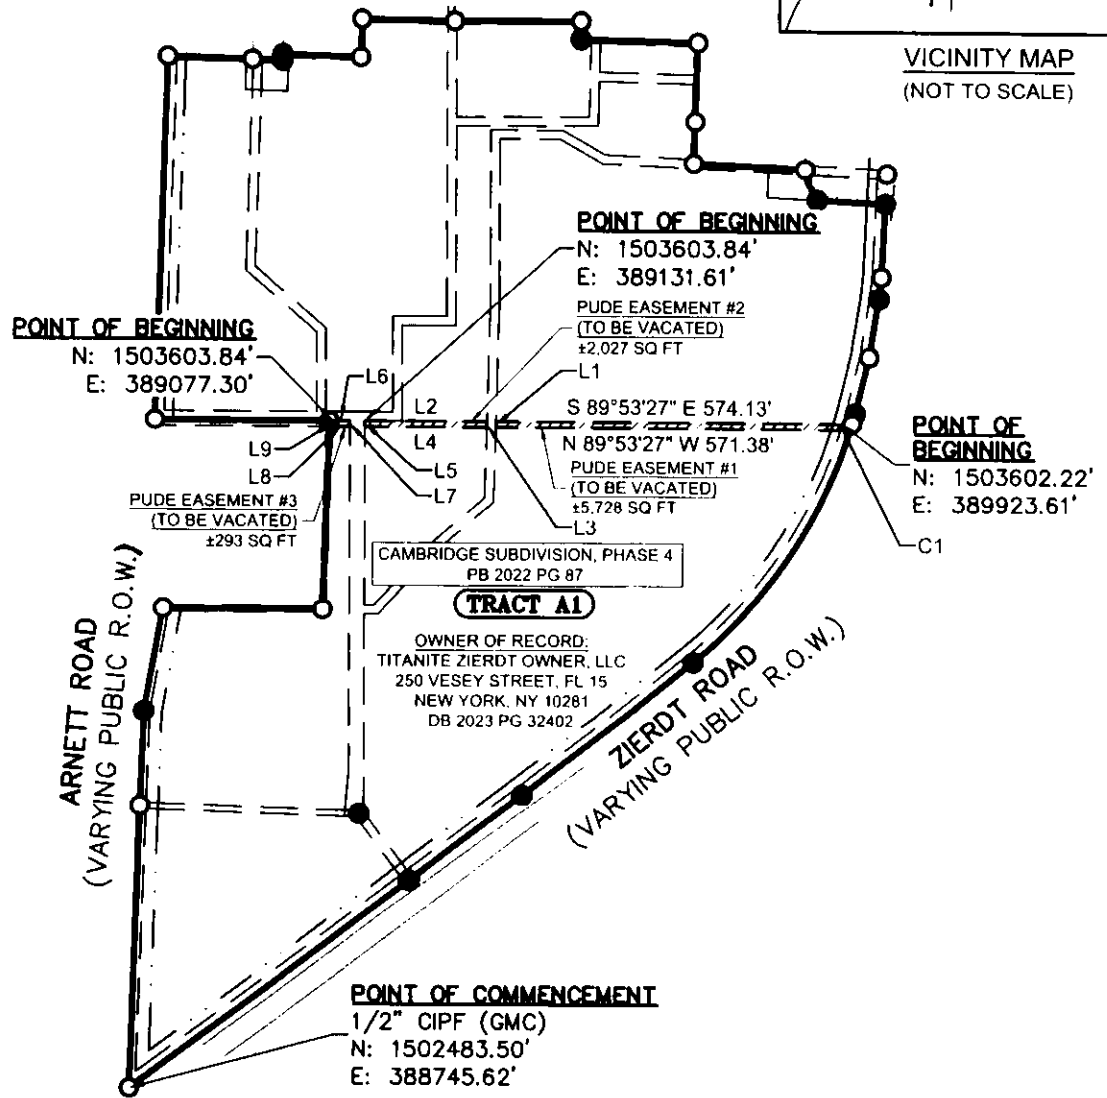 VICINITY MAP
(NOT TO SCALE)
POINT OF BEGINNING
N: 1503603.84'
E: 389131.61'
PUDE EASEMENT #2
(TO BE VACATED)
±2,027 SQ FT
POINT OF BEGINNING
N: 1503603.84'
E: 389077.30'
L6
L1
L2
S 89°53'27" E 574.13'
L9
L4
N 89°53'27" W 571.38'
L8
L5
L7
POINT OF
BEGINNING
N: 1503602.22'
E: 389923.61'
PUDE EASEMENT #1
(TO BE VACATED)
±5,728 SQ FT
PUDE EASEMENT #3
(TO BE VACATED)
±293 SQ FT
L3
C1
CAMBRIDGE SUBDIVISION, PHASE 4
PB 2022 PG 87
TRACT A1
OWNER OF RECORD:
TITANITE ZIERDT OWNER, LLC
250 VESEY STREET, FL 15
NEW YORK, NY 10281
DB 2023 PG 32402
ARNETT ROAD
(VARYING PUBLIC R.O.W.)
ZIERDT ROAD
(VARYING PUBLIC R.O.W.)
POINT OF COMMENCEMENT
1/2" CIPF (GMC)
N: 1502483.50'
E: 388745.62'